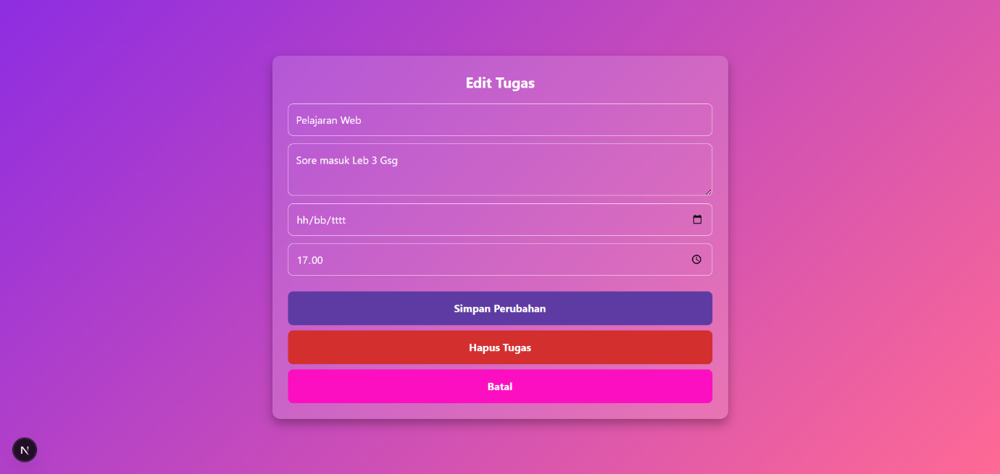 Edit Tugas
Pelajaran Web
Sore masuk Leb 3 Gsg
hh/bb/tttt
17.00
Simpan Perubahan
Hapus Tugas
Batal
N